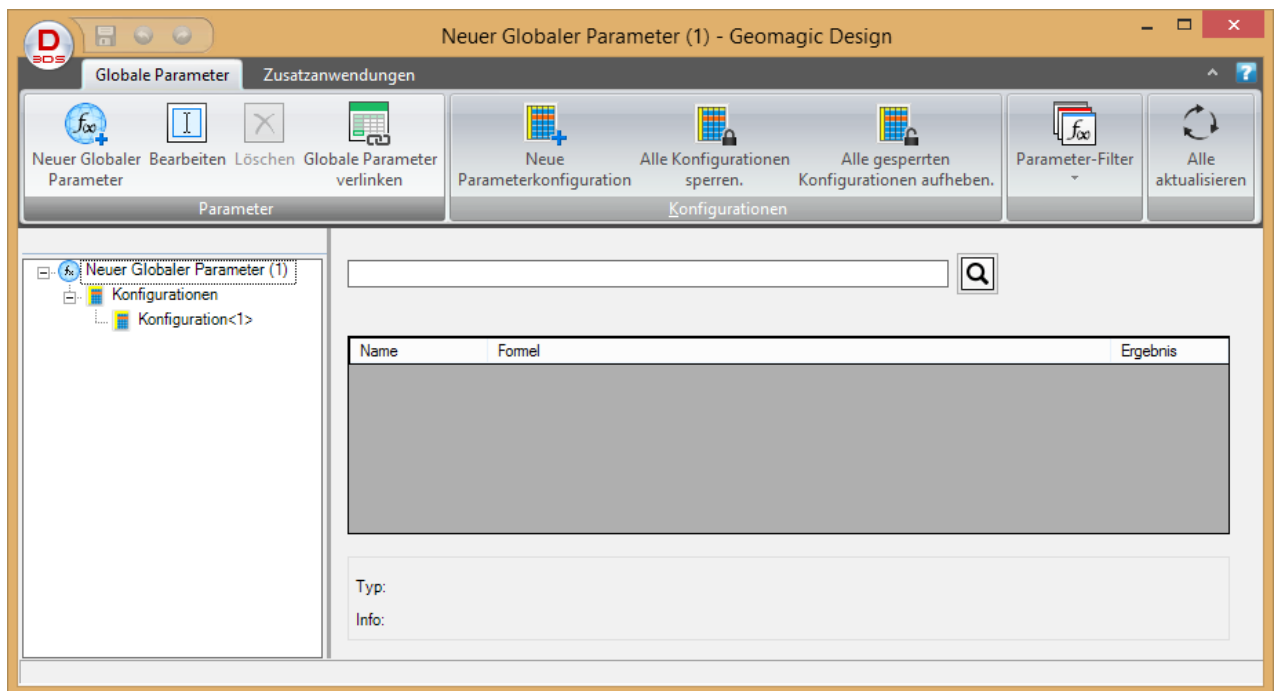 Neuer Globaler Parameter (1) - Geomagic Design
D
3DS
Globale Parameter Zusatzanwendungen
Neuer Globaler Parameter
Bearbeiten
Löschen
Globale Parameter verlinken
Neue Parameterkonfiguration
Alle Konfigurationen sperren.
Alle gesperrten Konfigurationen aufheben.
Parameter-Filter
Alle aktualisieren
Parameter
Konfigurationen
Neuer Globaler Parameter (1)
Konfigurationen
Konfiguration<1>
Name Formel Ergebnis
Typ:
Info: